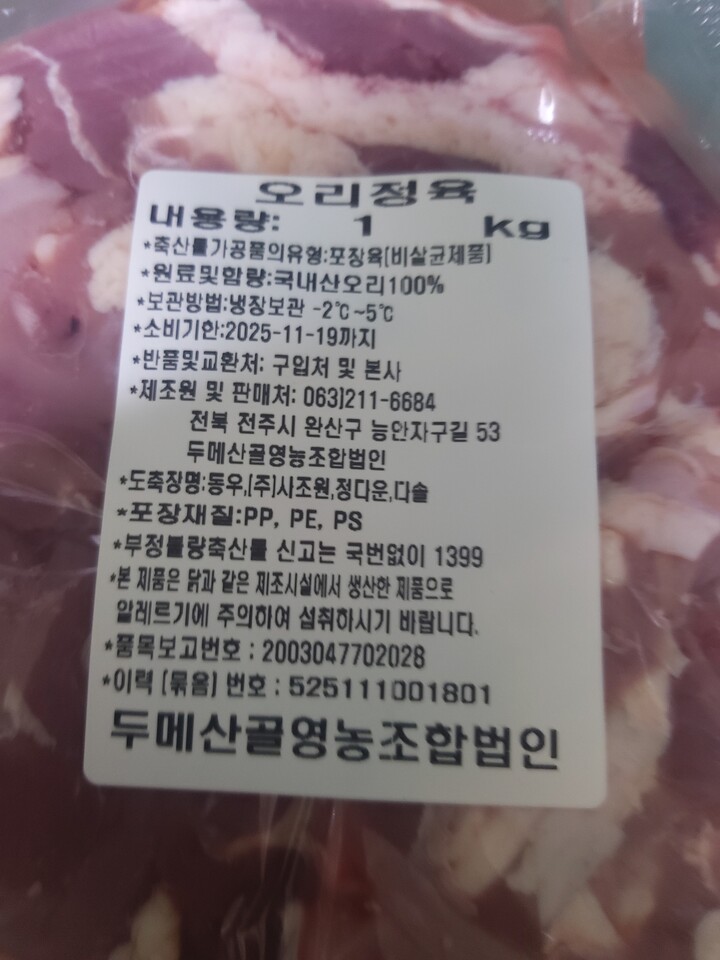 오리정육
내용량: 1 kg
*축산물가공품의유형:포장육[비살균제품]
*원료및함량:국내산오리100%
*보관방법:냉장보관 -2℃~5℃
*소비기한:2025-11-19까지
*반품및교환처: 구입처 및 본사
*제조원 및 판매처: 063)211-6684
전북 전주시 완산구 능안자구길 53
두메산골영농조합법인
*도축장명:동우,(주)사조원,정다운,다솔
*포장재질:PP, PE, PS
*부정불량축산물 신고는 국번없이 1399
*본 제품은 닭과 같은 제조시설에서 생산한 제품으로
알레르기에 주의하여 섭취하시기 바랍니다.
*품목보고번호 : 2003047702028
*이력 (묶음) 번호 : 525111001801
두메산골영농조합법인